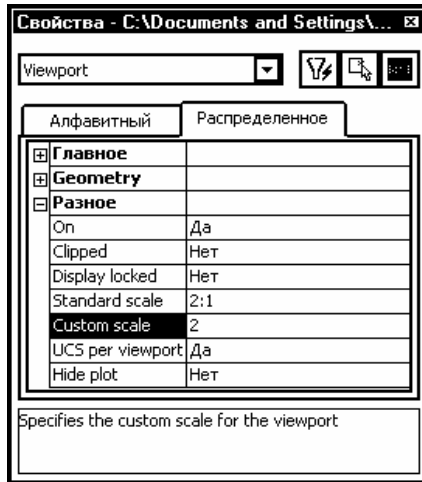 Свойства - C:\Documents and Settings\...
Viewport
Алфавитный Распределенное
Главное
Geometry
Разное
On Да
Clipped Нет
Display locked Нет
Standard scale 2:1
Custom scale 2
UCS per viewport Да
Hide plot Нет
Specifies the custom scale for the viewport